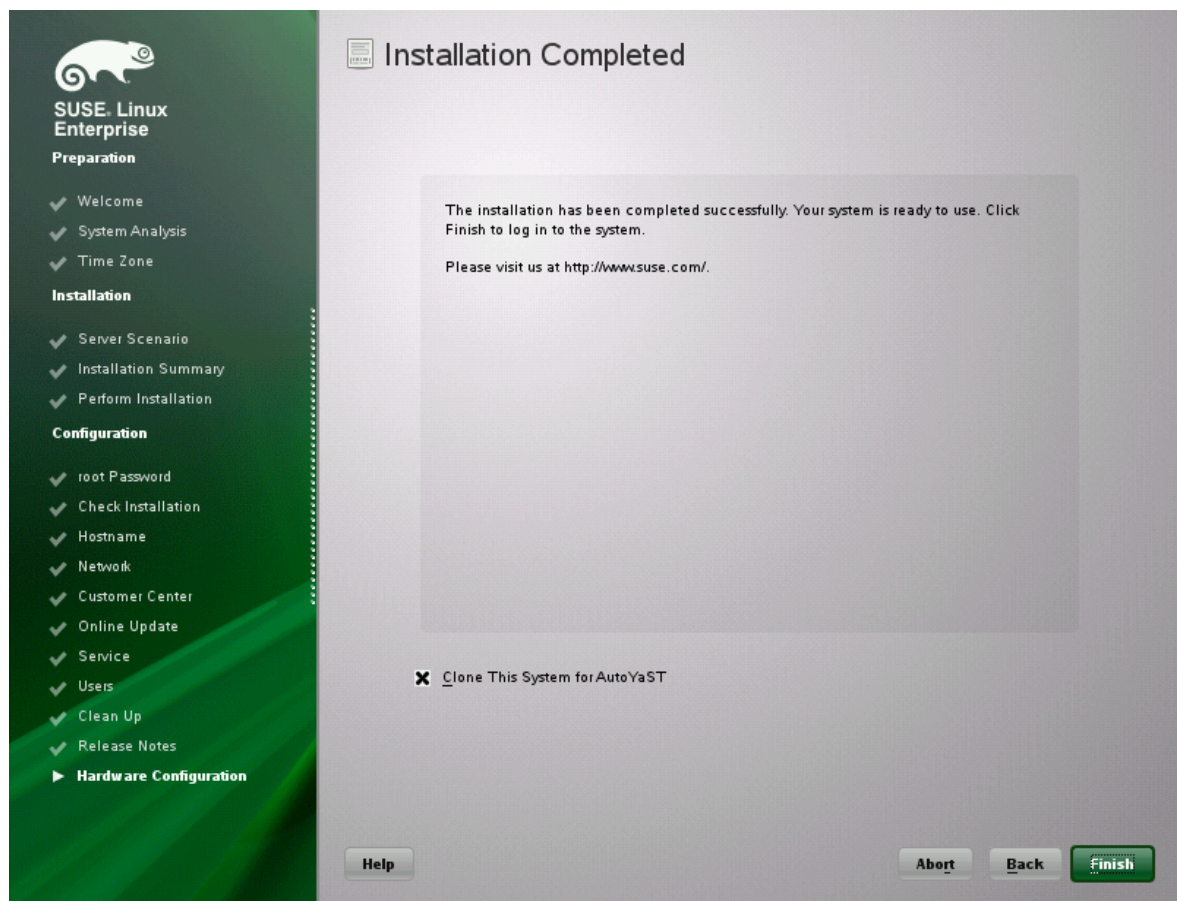 SUSE. Linux
Enterprise
Preparation
Welcome
System Analysis
Time Zone
Installation
Server Scenario
Installation Summary
Perform Installation
Configuration
root Password
Check Installation
Hostname
Network
Customer Center
Online Update
Service
Users
Clean Up
Release Notes
Hardware Configuration
Installation Completed
The installation has been completed successfully. Your system is ready to use. Click
Finish to log in to the system.
Please visit us at http://www.suse.com/.
Clone This System for AutoYaST
Help
Abort
Back
Finish